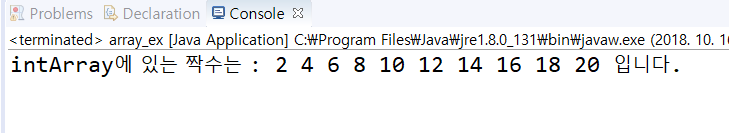 Problems Declaration Console
<terminated> array_ex [Java Application] C:₩Program Files₩Java₩jre1.8.0_131₩bin₩javaw.exe (2018. 10. 16
intArray에 있는 짝수는 : 2 4 6 8 10 12 14 16 18 20 입니다.